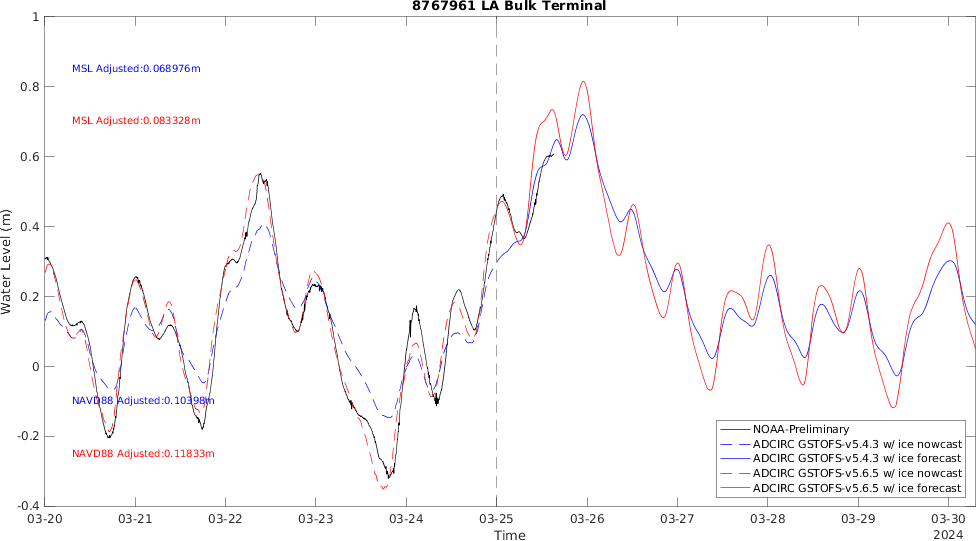 8767961 LA Bulk Terminal
1
0.8
0.6
0.4
0.2
0
-0.2
-0.4
Water Level (m)
MSL Adjusted:0.068976m
MSL Adjusted:0.083328m
NAVD88 Adjusted:0.10398m
NAVD88 Adjusted:0.11833m
NOAA-Preliminary
ADCIRC GSTOFS-v5.4.3 w/ ice nowcast
ADCIRC GSTOFS-v5.4.3 w/ ice forecast
ADCIRC GSTOFS-v5.6.5 w/ ice nowcast
ADCIRC GSTOFS-v5.6.5 w/ ice forecast
03-20 03-21 03-22 03-23 03-24 03-25 03-26 03-27 03-28 03-29 03-30
Time
2024